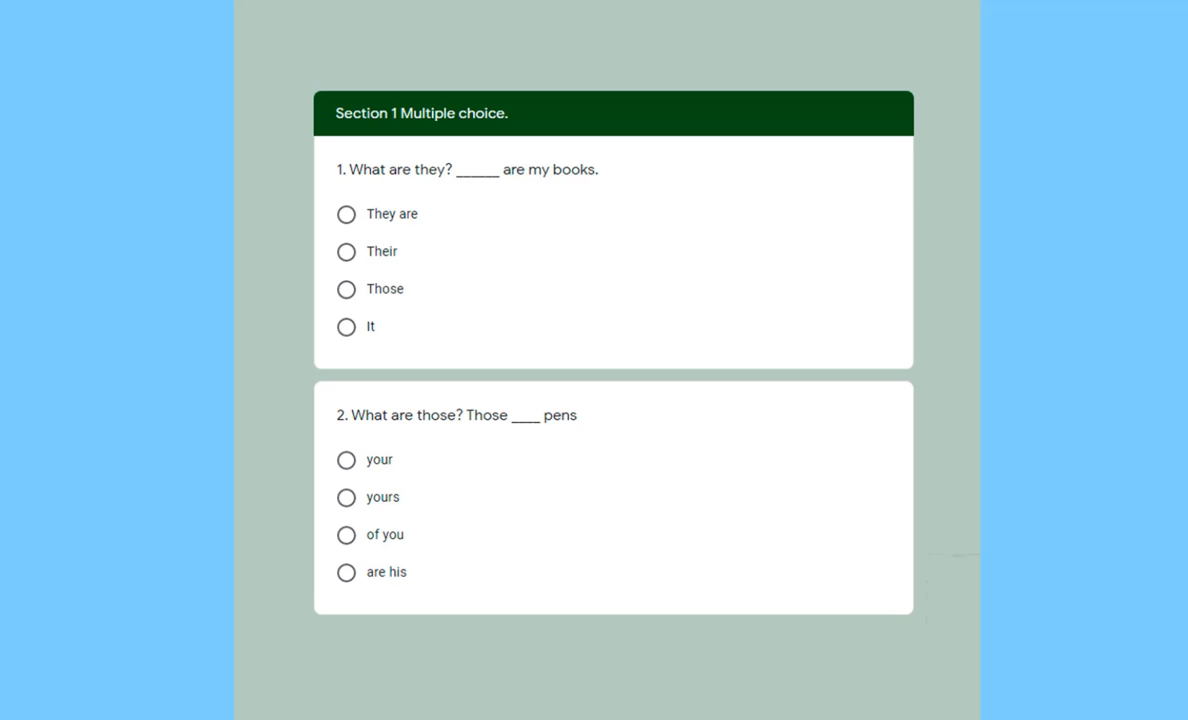 Section 1 Multiple choice.
1. What are they? ______ are my books.
They are
Their
Those
It
2. What are those? Those ____ pens
your
yours
of you
are his